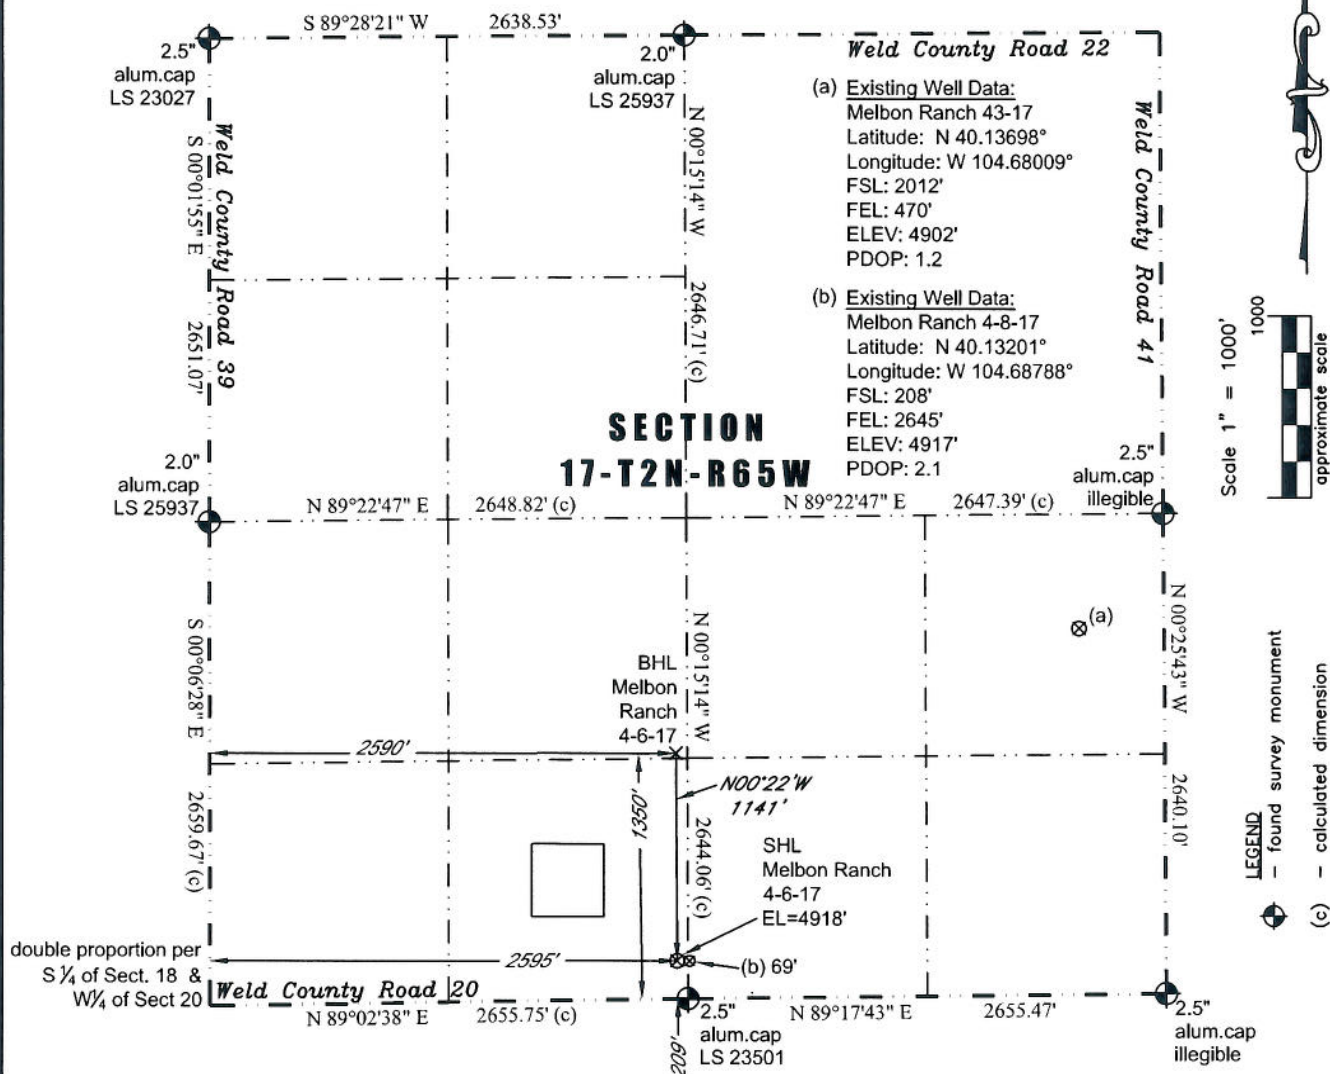 S 89°28'21" W 2638.53'
2.5"
alum.cap
LS 23027
2.0"
alum.cap
LS 25937
Weld County Road 22
(a) Existing Well Data:
Melbon Ranch 43-17
Latitude: N 40.13698°
Longitude: W 104.68009°
FSL: 2012'
FEL: 470'
ELEV: 4902'
PDOP: 1.2
(b) Existing Well Data:
Melbon Ranch 4-8-17
Latitude: N 40.13201°
Longitude: W 104.68788°
FSL: 208'
FEL: 2645'
ELEV: 4917'
PDOP: 2.1
Weld County Road 39
S 00°01'55" E 2651.07'
N 00°15'14" W 2646.71' (c)
Weld County Road 41
1000
Scale 1" = 1000'
approximate scale
SECTION
17-T2N-R65W
2.0"
alum.cap
LS 25937
2.5"
alum.cap
illegible
N 89°22'47" E 2648.82' (c)
N 89°22'47" E 2647.39' (c)
(a)
S 00°06'28" E 2659.67' (c)
N 00°15'14" W 2644.06' (c)
N 00°25'43" W 2640.10'
BHL
Melbon
Ranch
4-6-17
2590'
1350'
N00°22'W
1141'
SHL
Melbon Ranch
4-6-17
EL=4918'
LEGEND
- found survey monument
(c) - calculated dimension
double proportion per
S 1/4 of Sect. 18 &
W1/4 of Sect 20
2595'
(b) 69'
Weld County Road 20
N 89°02'38" E 2655.75' (c)
209'
2.5"
alum.cap
LS 23501
N 89°17'43" E 2655.47'
2.5"
alum.cap
illegible